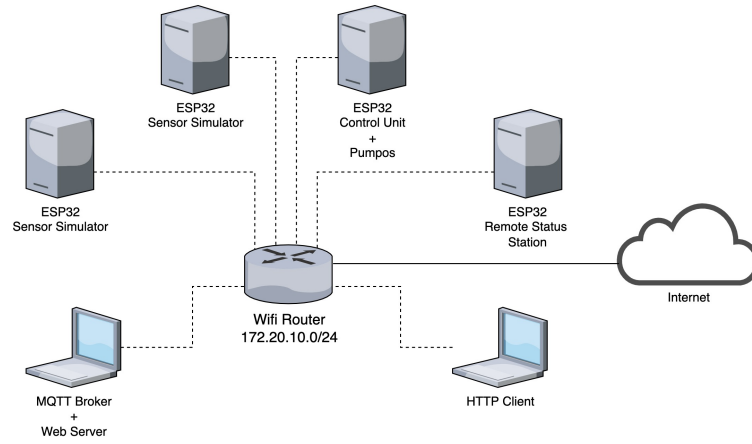 ESP32
Sensor Simulator
ESP32
Control Unit
+
Pumpos
ESP32
Sensor Simulator
ESP32
Remote Status
Station
Internet
Wifi Router
172.20.10.0/24
MQTT Broker
+
Web Server
HTTP Client